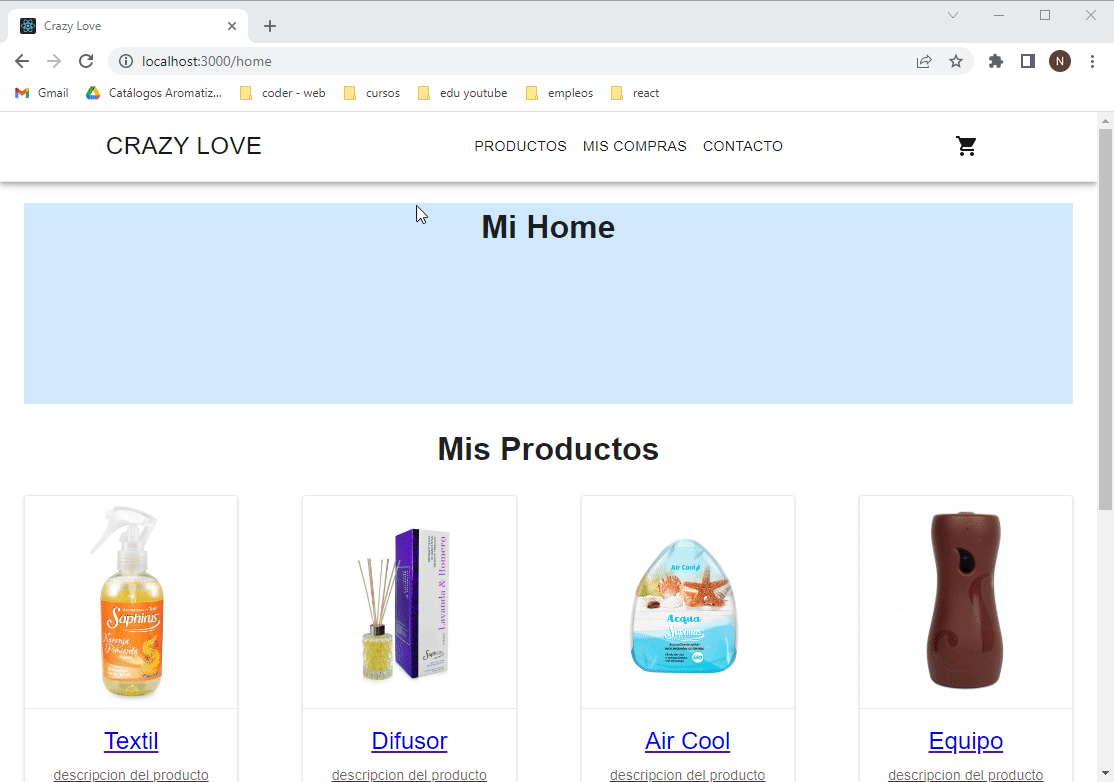 Crazy Love
localhost:3000/home
N
Gmail
Catálogos Aromatiz...
coder - web
cursos
edu youtube
empleos
react
CRAZY LOVE
PRODUCTOS
MIS COMPRAS
CONTACTO
Mi Home
Mis Productos
Saphirus
Naranja
Pimienta
Lavanda & Romero
Air Cool
Acqua
Saphirus
Textil
Difusor
Air Cool
Equipo
descripcion del producto
descripcion del producto
descripcion del producto
descripcion del producto